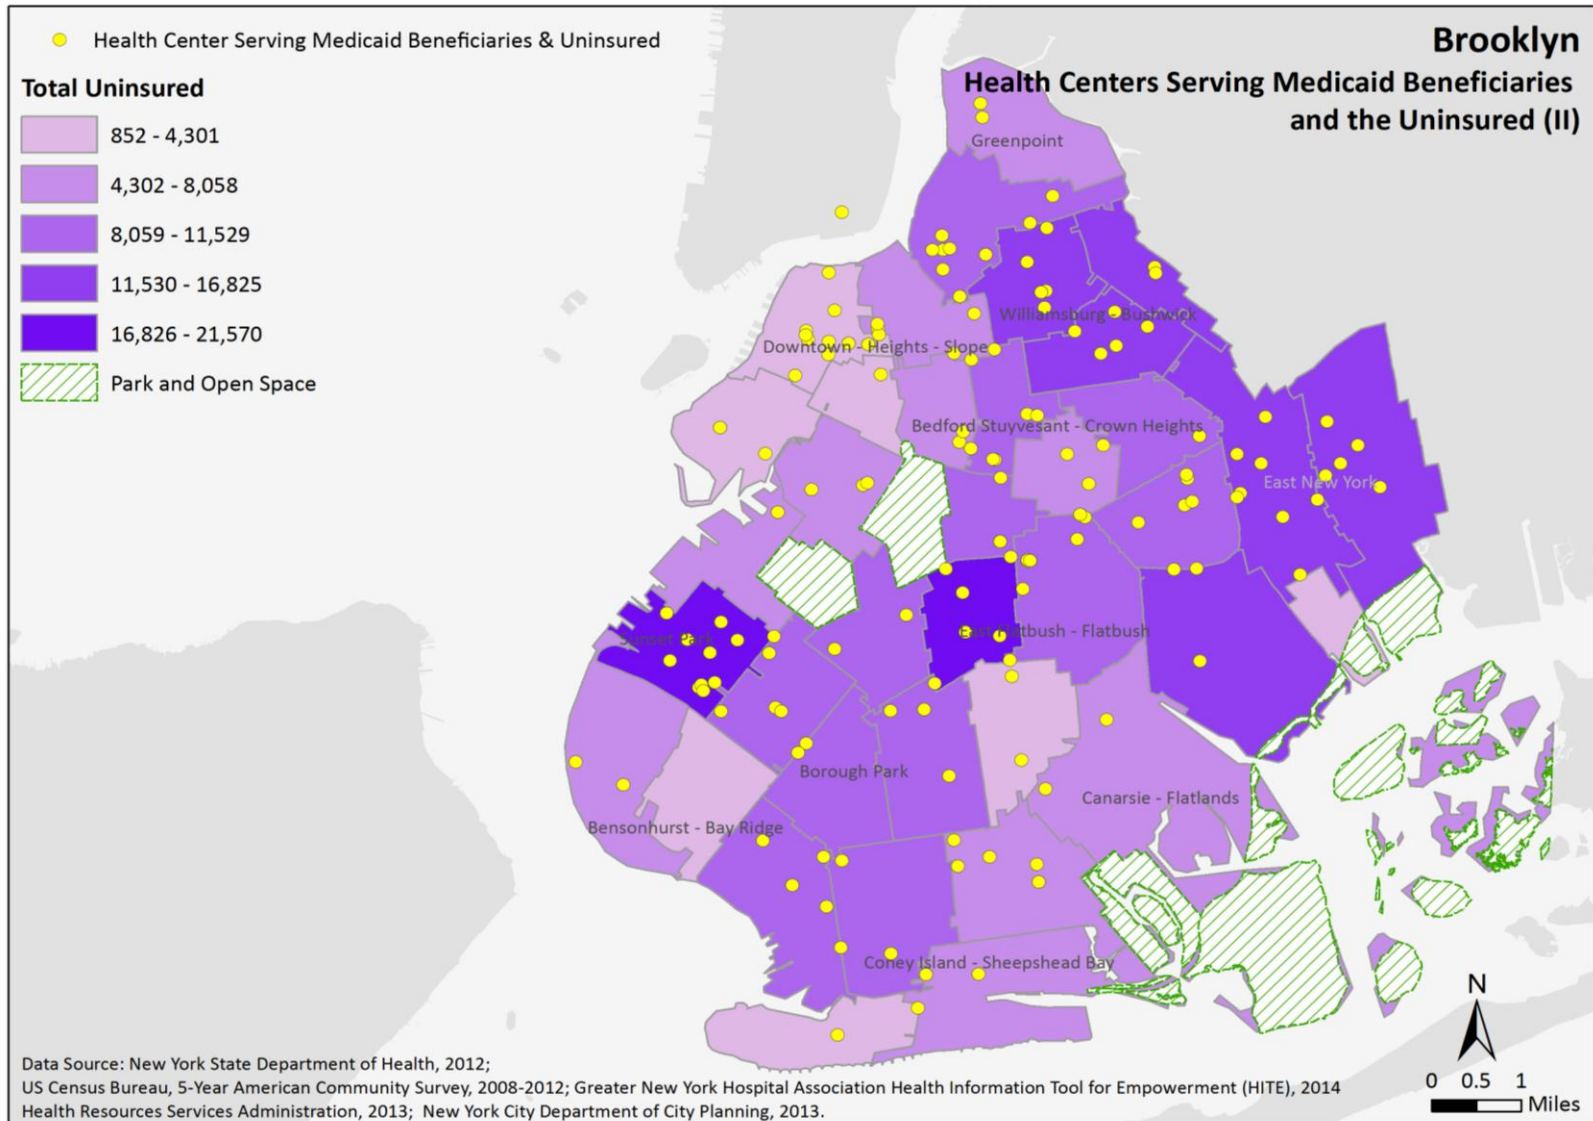 Health Center Serving Medicaid Beneficiaries & Uninsured
Total Uninsured
852 - 4,301
4,302 - 8,058
8,059 - 11,529
11,530 - 16,825
16,826 - 21,570
Park and Open Space
Brooklyn
Health Centers Serving Medicaid Beneficiaries
and the Uninsured (II)
Greenpoint
Williamsburg - Bushwick
Downtown - Heights - Slope
Bedford Stuyvesant - Crown Heights
East New York
Sunset Park
East Flatbush - Flatbush
Borough Park
Canarsie - Flatlands
Bensonhurst - Bay Ridge
Coney Island - Sheepshead Bay
N
0 0.5 1
Miles
Data Source: New York State Department of Health, 2012;
US Census Bureau, 5-Year American Community Survey, 2008-2012; Greater New York Hospital Association Health Information Tool for Empowerment (HITE), 2014
Health Resources Services Administration, 2013; New York City Department of City Planning, 2013.